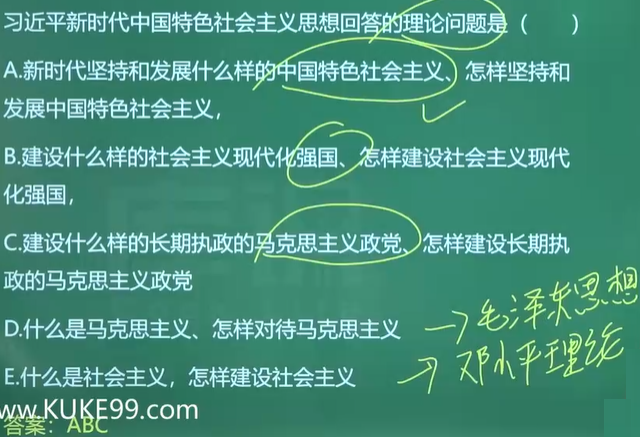 习近平新时代中国特色社会主义思想回答的理论问题是（　　）
A.新时代坚持和发展什么样的中国特色社会主义、怎样坚持和
发展中国特色社会主义，
B.建设什么样的社会主义现代化强国、怎样建设社会主义现代
化强国，
C.建设什么样的长期执政的马克思主义政党、怎样建设长期执
政的马克思主义政党
D.什么是马克思主义、怎样对待马克思主义
毛泽东思想
E.什么是社会主义，怎样建设社会主义
邓小平理论
www.KUKE99.com
答案：ABC